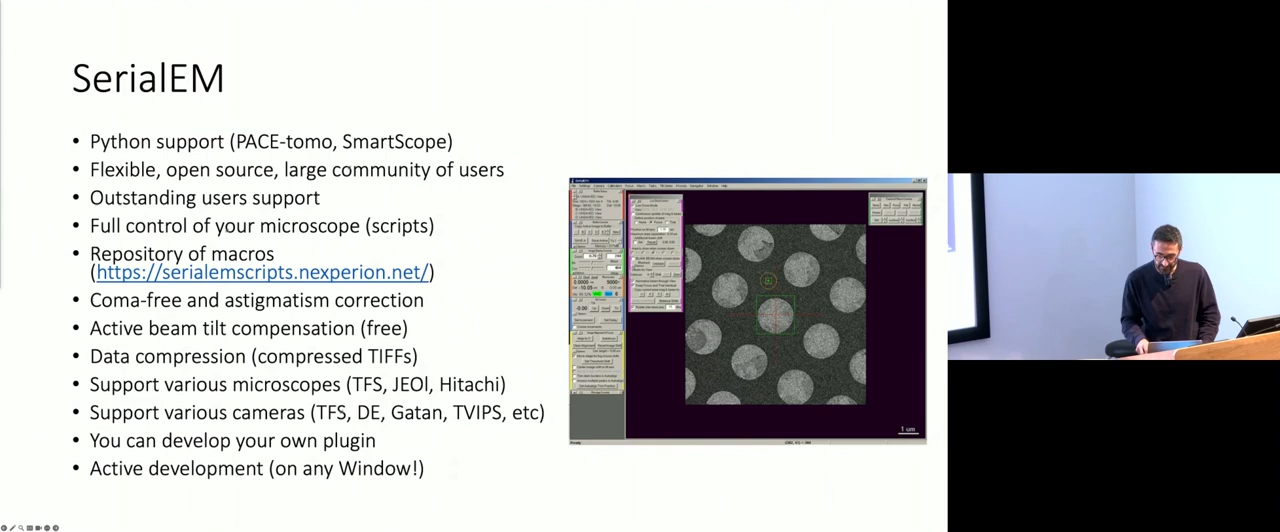 SerialEM
• Python support (PACE-tomo, SmartScope)
• Flexible, open source, large community of users
• Outstanding users support
• Full control of your microscope (scripts)
• Repository of macros
(https://serialemscripts.nexperion.net/)
• Coma-free and astigmatism correction
• Active beam tilt compensation (free)
• Data compression (compressed TIFFs)
• Support various microscopes (TFS, JEOl, Hitachi)
• Support various cameras (TFS, DE, Gatan, TVIPS, etc)
• You can develop your own plugin
• Active development (on any Window!)
SerialEM
1 um